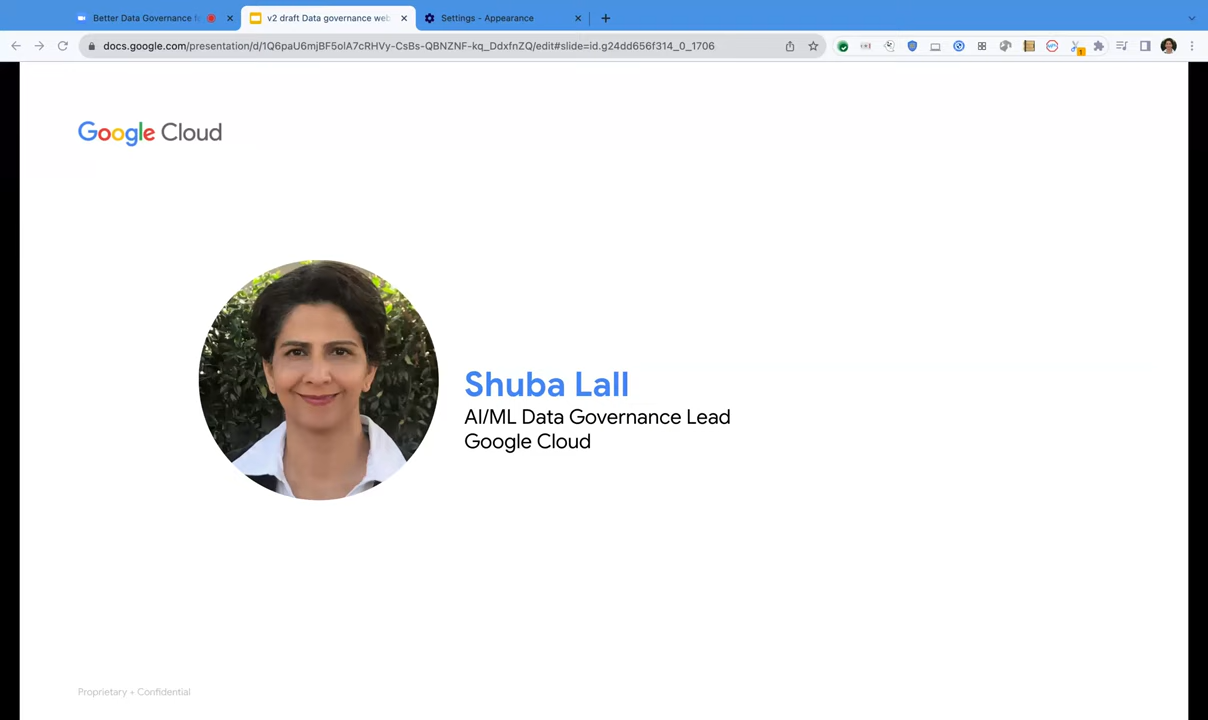 Better Data Governance f
v2 draft Data governance web
Settings - Appearance
docs.google.com/presentation/d/1Q6paU6mjBF5olA7cRHVy-CsBs-QBNZNF-kq_DdxfnZQ/edit#slide=id.g24dd656f314_0_1706
Google Cloud
Shuba Lall
AI/ML Data Governance Lead
Google Cloud
Proprietary + Confidential